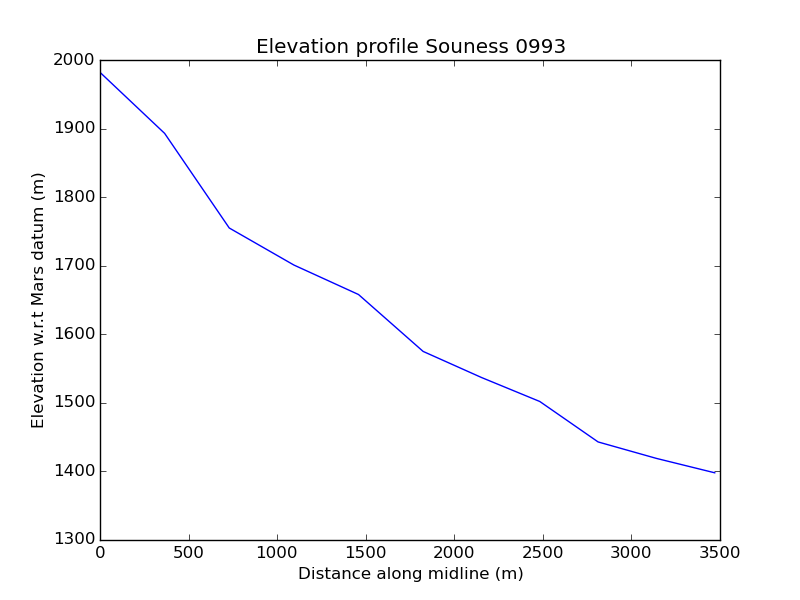 Elevation profile Souness 0993
2000
1900
1800
1700
1600
1500
1400
1300
Elevation w.r.t Mars datum (m)
0 500 1000 1500 2000 2500 3000 3500
Distance along midline (m)